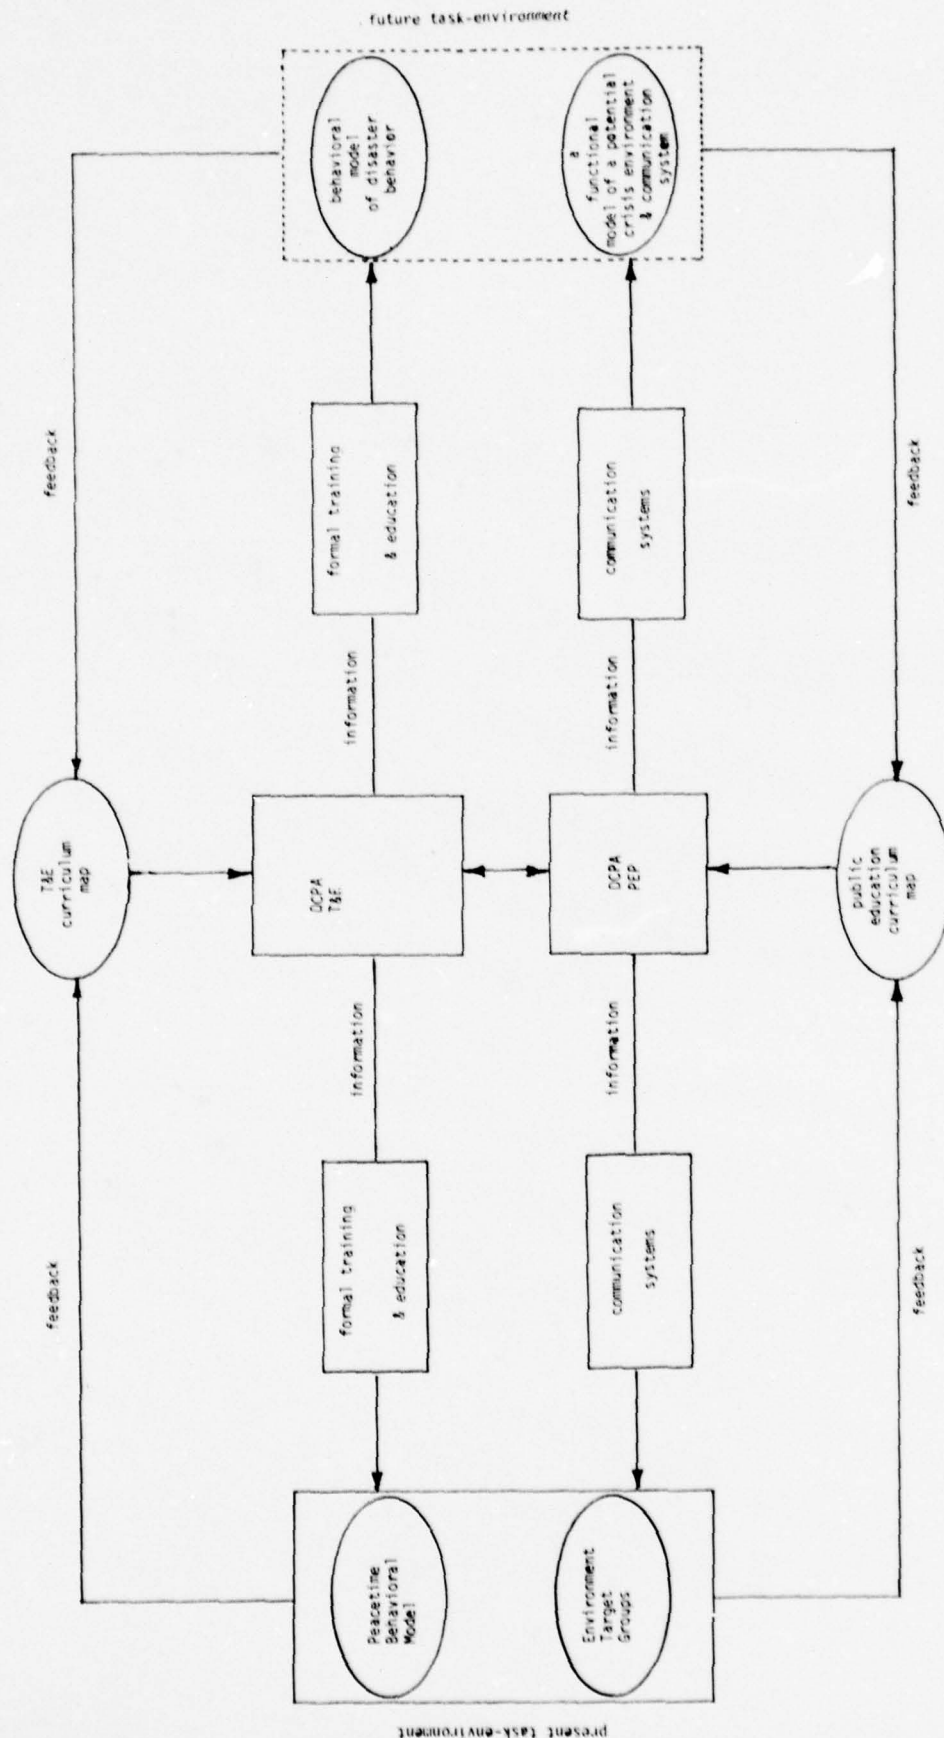 future task-environment
feedback
T&E
curriculum
map
feedback
behavioral
model
of disaster
behavior
formal training
& education
information
DCPA
T&E
information
formal training
& education
Peacetime
Behavioral
Model
a
functional
model of a potential
crisis environment
& communication
system
communication
systems
information
DCPA
PEP
information
communication
systems
Environment
Target
Groups
feedback
public
education
curriculum
map
feedback
present task-environment